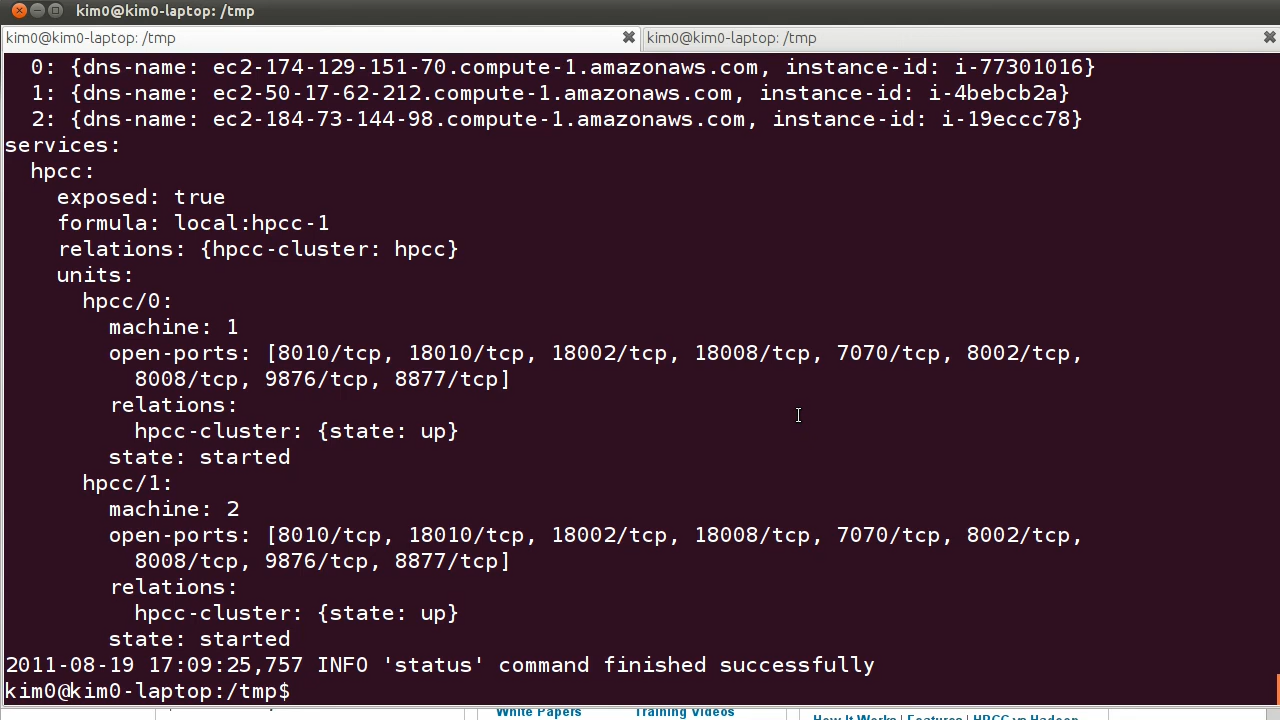 kim0@kim0-laptop: /tmp
kim0@kim0-laptop: /tmp
kim0@kim0-laptop: /tmp
0: {dns-name: ec2-174-129-151-70.compute-1.amazonaws.com, instance-id: i-77301016}
1: {dns-name: ec2-50-17-62-212.compute-1.amazonaws.com, instance-id: i-4bebcb2a}
2: {dns-name: ec2-184-73-144-98.compute-1.amazonaws.com, instance-id: i-19eccc78}
services:
hpcc:
exposed: true
formula: local:hpcc-1
relations: {hpcc-cluster: hpcc}
units:
hpcc/0:
machine: 1
open-ports: [8010/tcp, 18010/tcp, 18002/tcp, 18008/tcp, 7070/tcp, 8002/tcp,
8008/tcp, 9876/tcp, 8877/tcp]
relations:
hpcc-cluster: {state: up}
state: started
hpcc/1:
machine: 2
open-ports: [8010/tcp, 18010/tcp, 18002/tcp, 18008/tcp, 7070/tcp, 8002/tcp,
8008/tcp, 9876/tcp, 8877/tcp]
relations:
hpcc-cluster: {state: up}
state: started
2011-08-19 17:09:25,757 INFO 'status' command finished successfully
kim0@kim0-laptop:/tmp$
White Papers
Training Videos
How It Works | Features | HPCC vs Hadoop